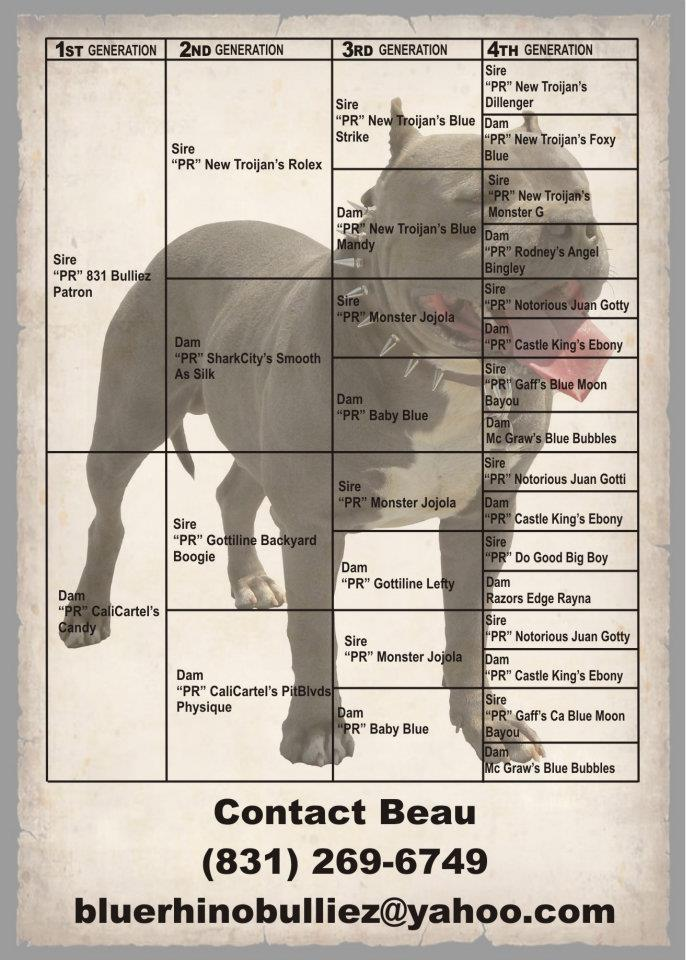 1ST GENERATION
2ND GENERATION
3RD GENERATION
4TH GENERATION
Sire
“PR” 831 Bulliez
Patron
Dam
“PR” CaliCartel’s
Candy
Sire
“PR” New Troijan’s Rolex
Dam
“PR” SharkCity’s Smooth
As Silk
Sire
“PR” Gottiline Backyard
Boogie
Dam
“PR” CaliCartel’s PitBlvds
Physique
Sire
“PR” New Troijan’s Blue
Strike
Dam
“PR” New Troijan’s Blue
Mandy
Sire
“PR” Monster Jojola
Dam
“PR” Baby Blue
Sire
“PR” Monster Jojola
Dam
“PR” Gottiline Lefty
Sire
“PR” Monster Jojola
Dam
“PR” Baby Blue
Sire
“PR” New Troijan’s
Dillenger
Dam
“PR” New Troijan’s Foxy
Blue
Sire
“PR” New Troijan’s
Monster G
Dam
“PR” Rodney’s Angel
Bingley
Sire
“PR” Notorious Juan Gotty
Dam
“PR” Castle King’s Ebony
Sire
“PR” Gaff’s Blue Moon
Bayou
Dam
Mc Graw’s Blue Bubbles
Sire
“PR” Notorious Juan Gotti
Dam
“PR” Castle King’s Ebony
Sire
“PR” Do Good Big Boy
Dam
Razors Edge Rayna
Sire
“PR” Notorious Juan Gotty
Dam
“PR” Castle King’s Ebony
Sire
“PR” Gaff’s Ca Blue Moon
Bayou
Dam
Mc Graw’s Blue Bubbles
Contact Beau
(831) 269-6749
bluerhinobulliez@yahoo.com